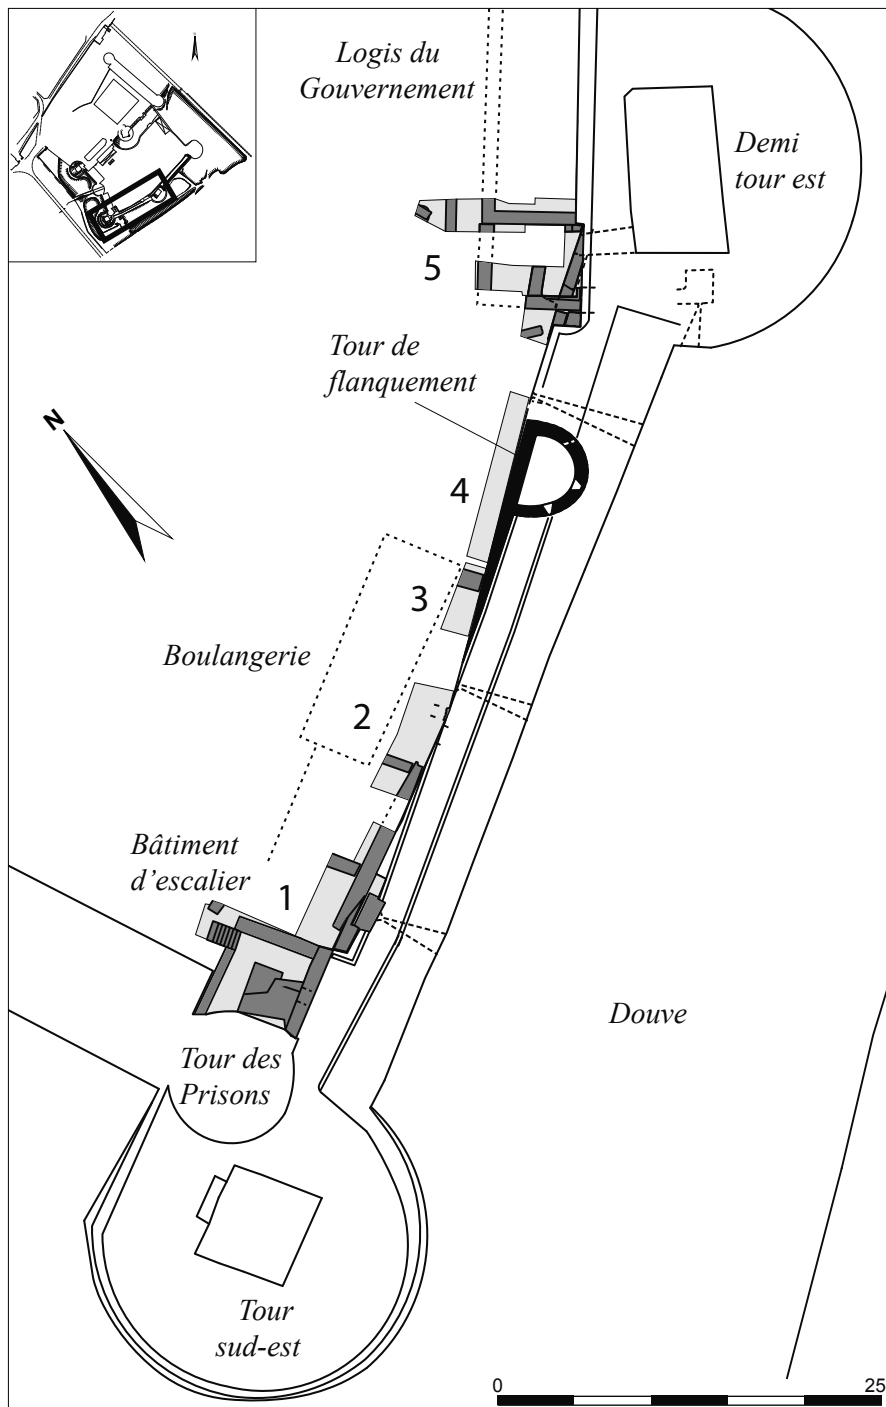 Logis du
Gouvernement
Demi
tour est
5
Tour de
flanquement
N
4
3
Boulangerie
2
Bâtiment
d’escalier
1
Douve
Tour des
Prisons
Tour
sud-est
0 25